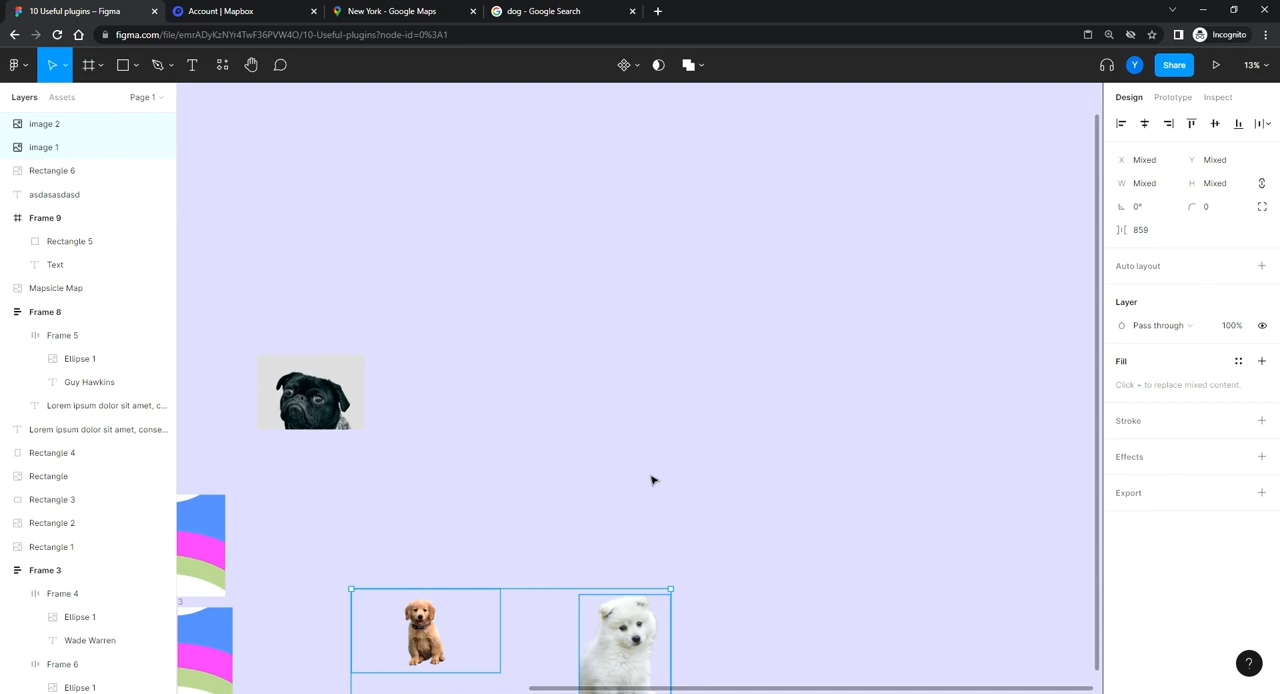 10 Useful plugins – Figma
Account | Mapbox
New York - Google Maps
dog - Google Search
figma.com/file/emrADyKzNYr4TwF36PVW4O/10-Useful-plugins?node-id=0%3A1
Incognito
Y
Share
13%
Layers
Assets
Page 1
image 2
image 1
Rectangle 6
asdasasdasd
Frame 9
Rectangle 5
Text
Mapsicle Map
Frame 8
Frame 5
Ellipse 1
Guy Hawkins
Lorem ipsum dolor sit amet, c...
Lorem ipsum dolor sit amet, conse...
Rectangle 4
Rectangle
Rectangle 3
Rectangle 2
Rectangle 1
Frame 3
Frame 4
Ellipse 1
Wade Warren
Frame 6
Ellipse 1
3
Design
Prototype
Inspect
X Mixed Y Mixed
W Mixed H Mixed
0° 0
859
Auto layout
Layer
Pass through 100%
Fill
Click + to replace mixed content.
Stroke
Effects
Export
?